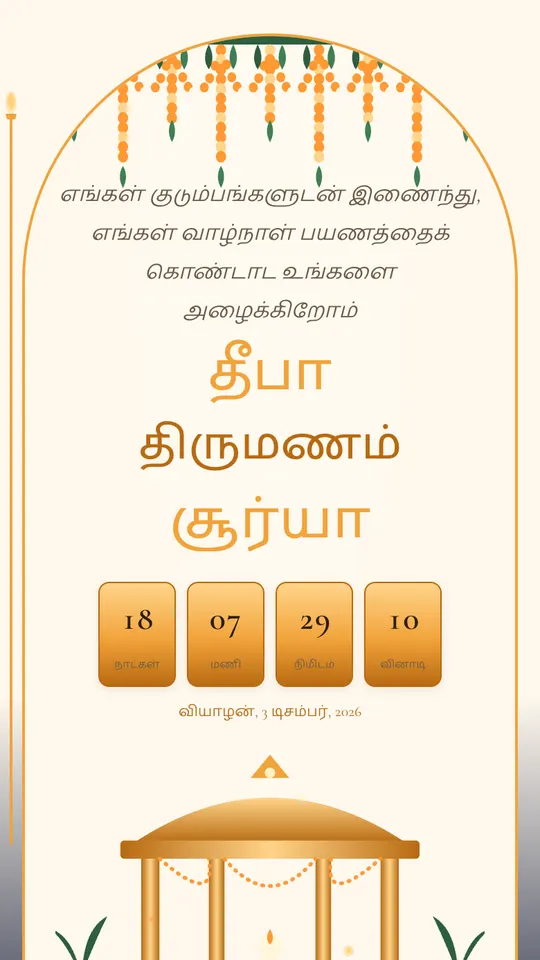 எங்கள் குடும்பங்களுடன் இணைந்து,
எங்கள் வாழ்நாள் பயணத்தைக்
கொண்டாட உங்களை
அழைக்கிறோம்
தீபா
திருமணம்
சூர்யா
18 07 29 10
நாட்கள் மணி நிமிடம் வினாடி
வியாழன், 3 டிசம்பர், 2026